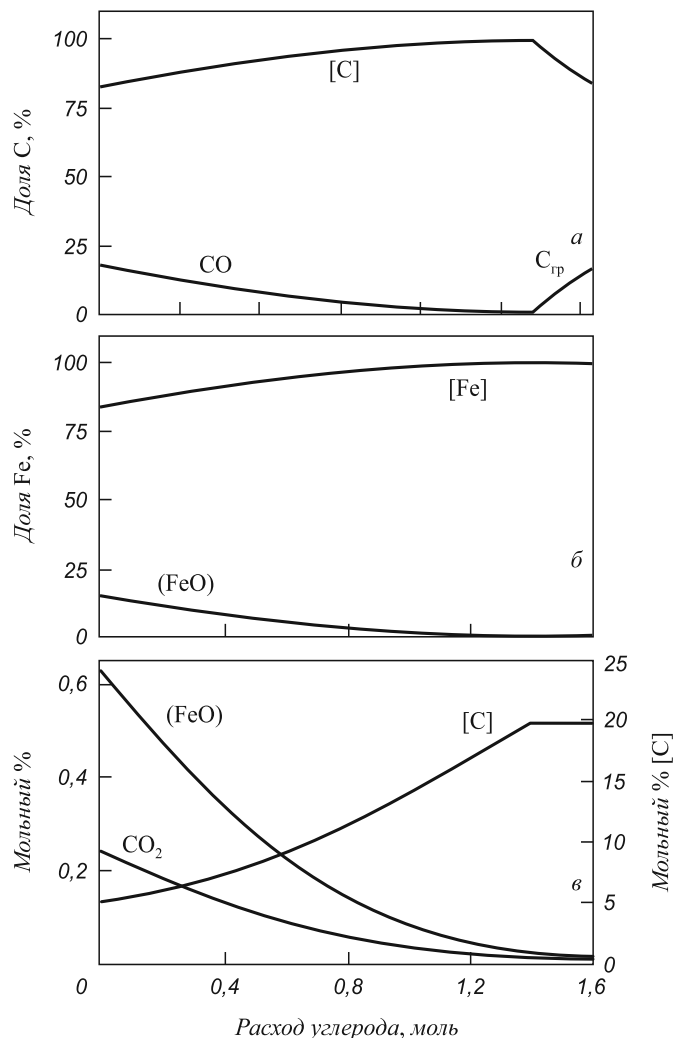 100
[C]
75
Доля C, %
50
25
CO
а
Cгр
0
100
[Fe]
75
Доля Fe, %
50
25
(FeO)
б
0
0,6
(FeO)
[C]
25
20
Мольный %
0,4
15
Мольный % [C]
CO₂
0,2
10
в
5
0
0 0,4 0,8 1,2 1,6
Расход углерода, моль